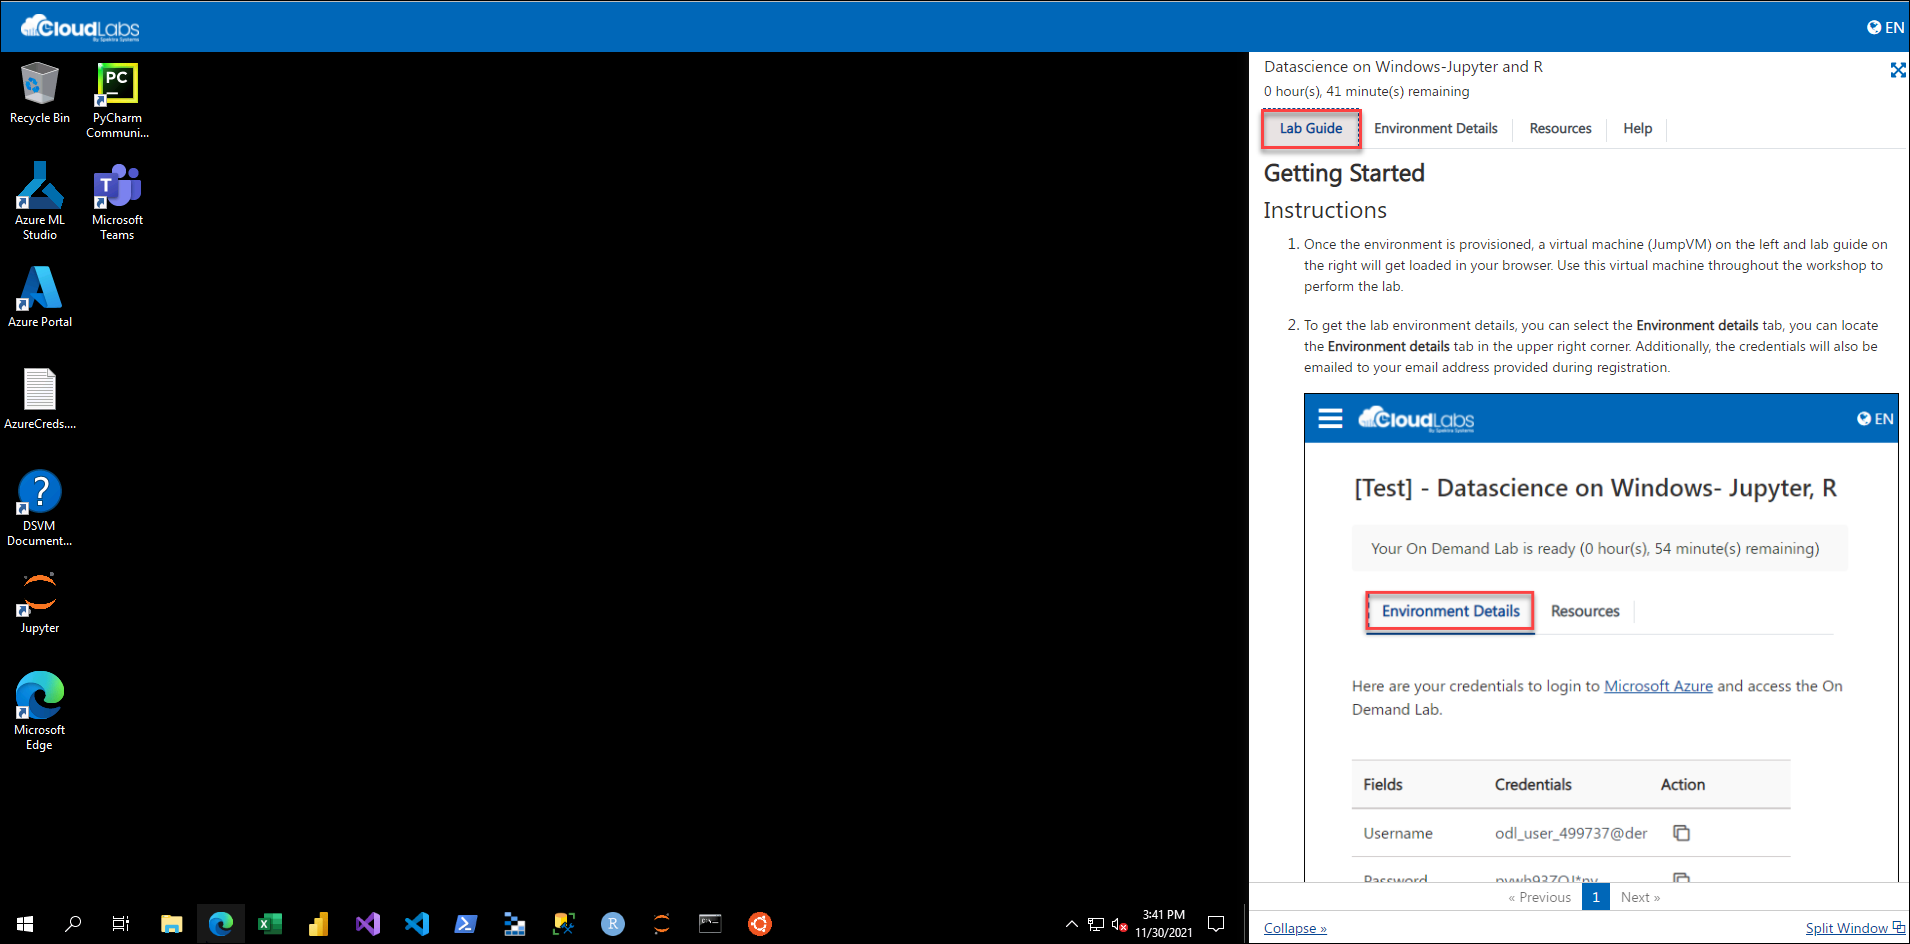 CloudLabs
By Spektra Systems
EN
Recycle Bin
PC
PyCharm
Communi...
Azure ML
Studio
T
Microsoft
Teams
Azure Portal
AzureCreds....
?
DSVM
Document...
Jupyter
Microsoft
Edge
3:41 PM
11/30/2021
Datascience on Windows-Jupyter and R
0 hour(s), 41 minute(s) remaining
Lab Guide Environment Details Resources Help
Getting Started
Instructions
1. Once the environment is provisioned, a virtual machine (JumpVM) on the left and lab guide on
the right will get loaded in your browser. Use this virtual machine throughout the workshop to
perform the lab.
2. To get the lab environment details, you can select the Environment details tab, you can locate
the Environment details tab in the upper right corner. Additionally, the credentials will also be
emailed to your email address provided during registration.
CloudLabs
By Spektra Systems
EN
[Test] - Datascience on Windows- Jupyter, R
Your On Demand Lab is ready (0 hour(s), 54 minute(s) remaining)
Environment Details Resources
Here are your credentials to login to Microsoft Azure and access the On
Demand Lab.
Fields Credentials Action
Username odl_user_499737@der
Password
« Previous 1 Next »
Collapse » Split Window